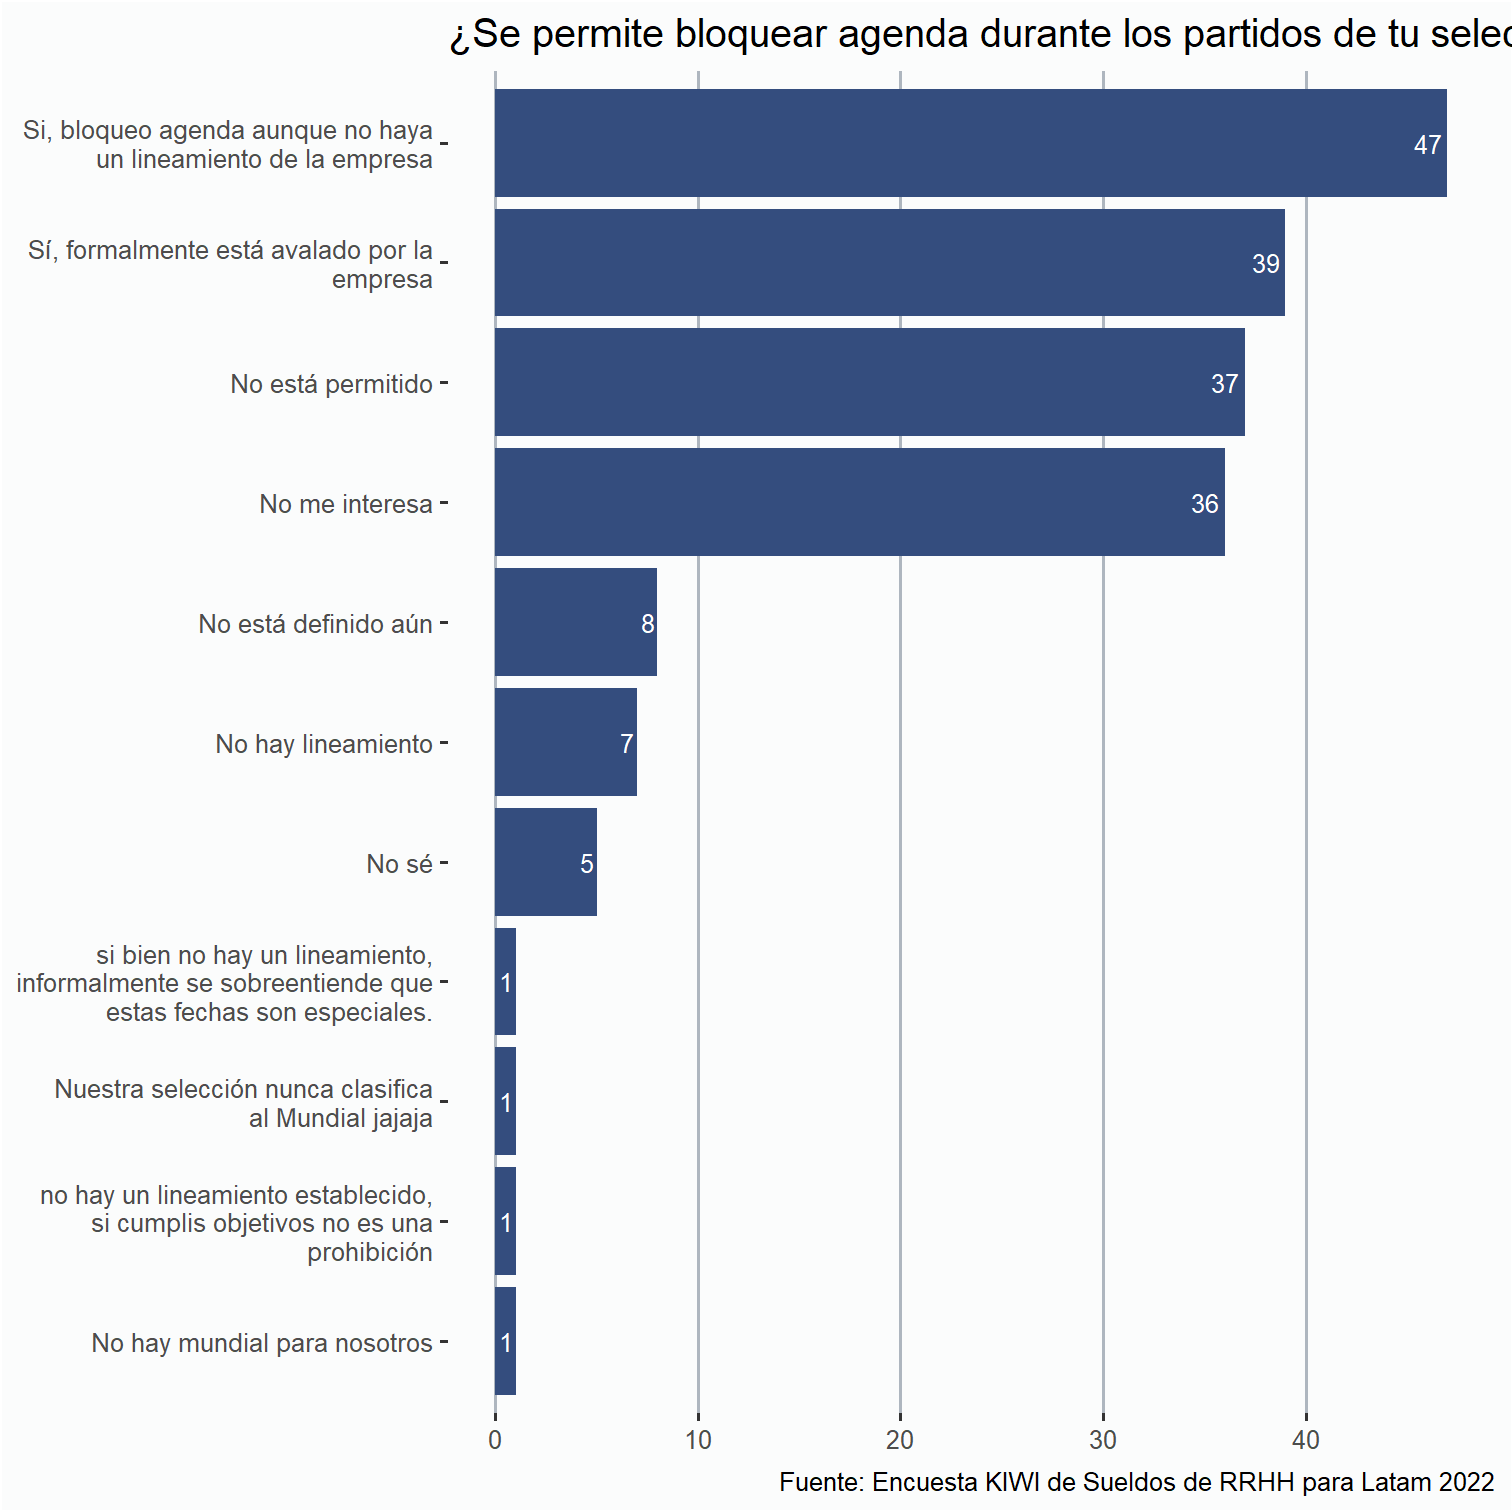 ¿Se permite bloquear agenda durante los partidos de tu selec
Si, bloqueo agenda aunque no haya
un lineamiento de la empresa
47
Sí, formalmente está avalado por la
empresa
39
No está permitido
37
No me interesa
36
No está definido aún
8
No hay lineamiento
7
No sé
5
si bien no hay un lineamiento,
informalmente se sobreentiende que
estas fechas son especiales.
1
Nuestra selección nunca clasifica
al Mundial jajaja
1
no hay un lineamiento establecido,
si cumplis objetivos no es una
prohibición
1
No hay mundial para nosotros
1
0 10 20 30 40
Fuente: Encuesta KIWI de Sueldos de RRHH para Latam 2022